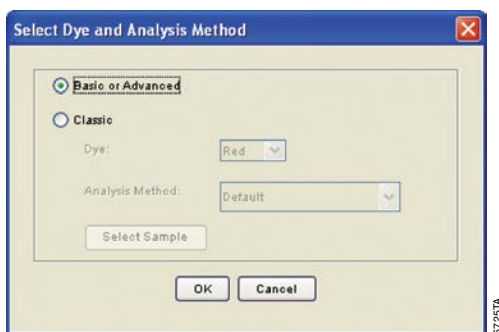 Select Dye and Analysis Method
Basic or Advanced
Classic
Dye:
Red
Analysis Method:
Default
Select Sample
OK
Cancel